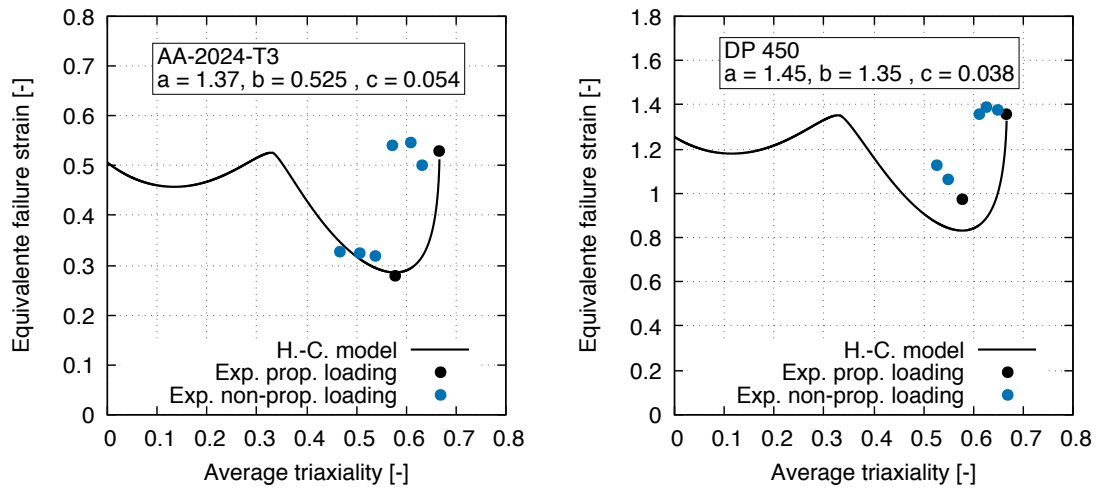 0.8
0.7
0.6
0.5
0.4
0.3
0.2
0.1
0
Equivalente failure strain [-]
AA-2024-T3
a = 1.37, b = 0.525 , c = 0.054
H.-C. model
Exp. prop. loading
Exp. non-prop. loading
0 0.1 0.2 0.3 0.4 0.5 0.6 0.7 0.8
Average triaxiality [-]
1.8
1.6
1.4
1.2
1
0.8
0.6
0.4
0.2
0
Equivalente failure strain [-]
DP 450
a = 1.45, b = 1.35 , c = 0.038
H.-C. model
Exp. prop. loading
Exp. non-prop. loading
0 0.1 0.2 0.3 0.4 0.5 0.6 0.7 0.8
Average triaxiality [-]